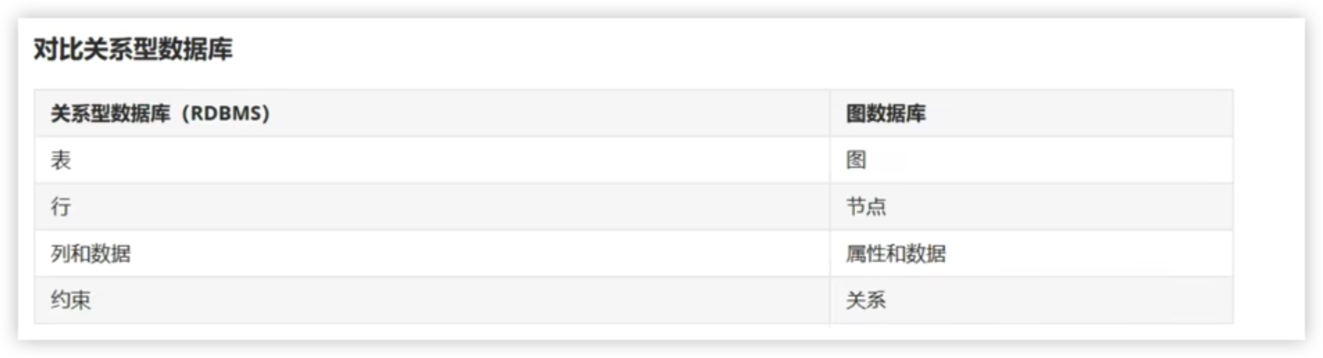 对比关系型数据库
关系型数据库（RDBMS） 图数据库
表 图
行 节点
列和数据 属性和数据
约束 关系